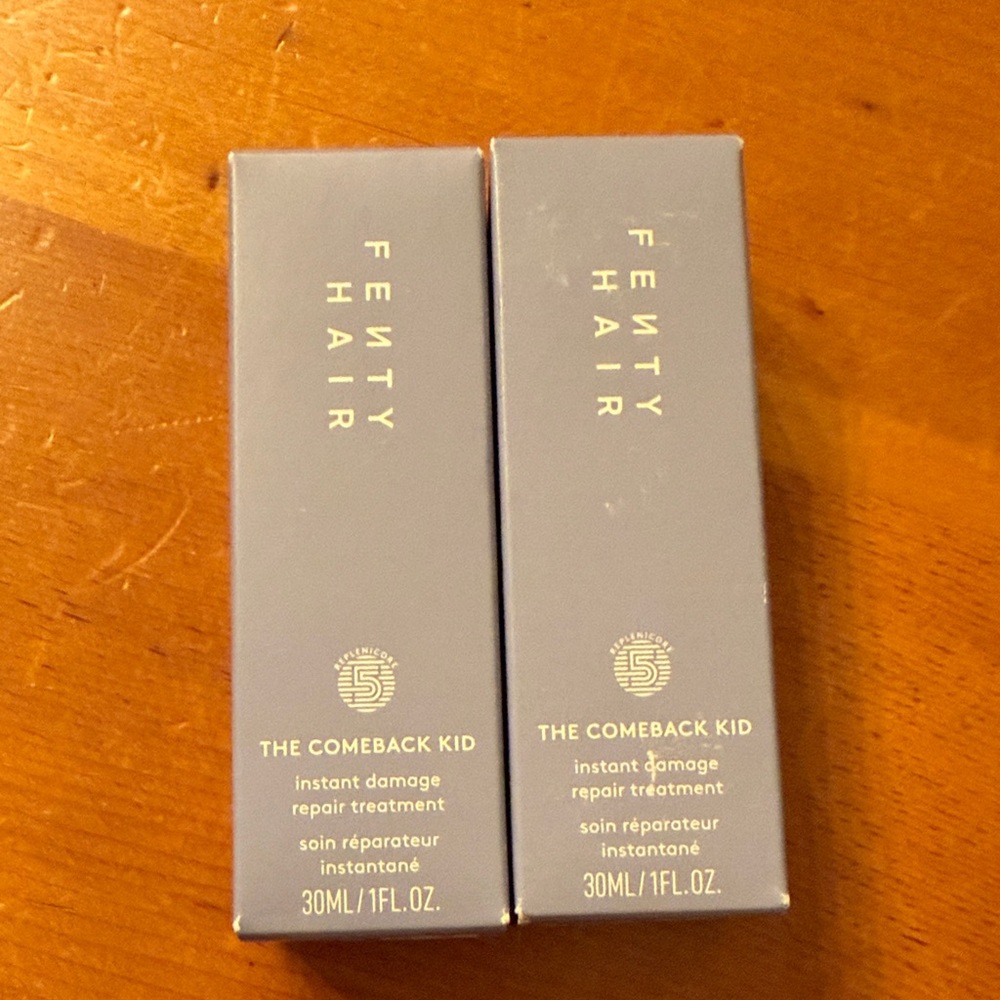 FENTY
HAIR
REPLENICORE
5
THE COMEBACK KID
instant damage
repair treatment
soin réparateur
instantané
30ML/1FL.OZ.
FENTY
HAIR
REPLENICORE
5
THE COMEBACK KID
instant damage
repair treatment
soin réparateur
instantané
30ML/1FL.OZ.